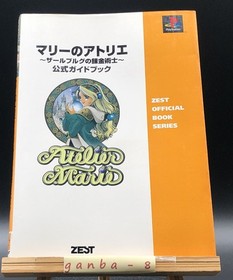 マリーのアトリエ
～ザールブルグの錬金術士～
公式ガイドブック
PlayStation
ZEST
OFFICIAL
BOOK
SERIES
Atelier
Marie
ZEST
ganba - 8